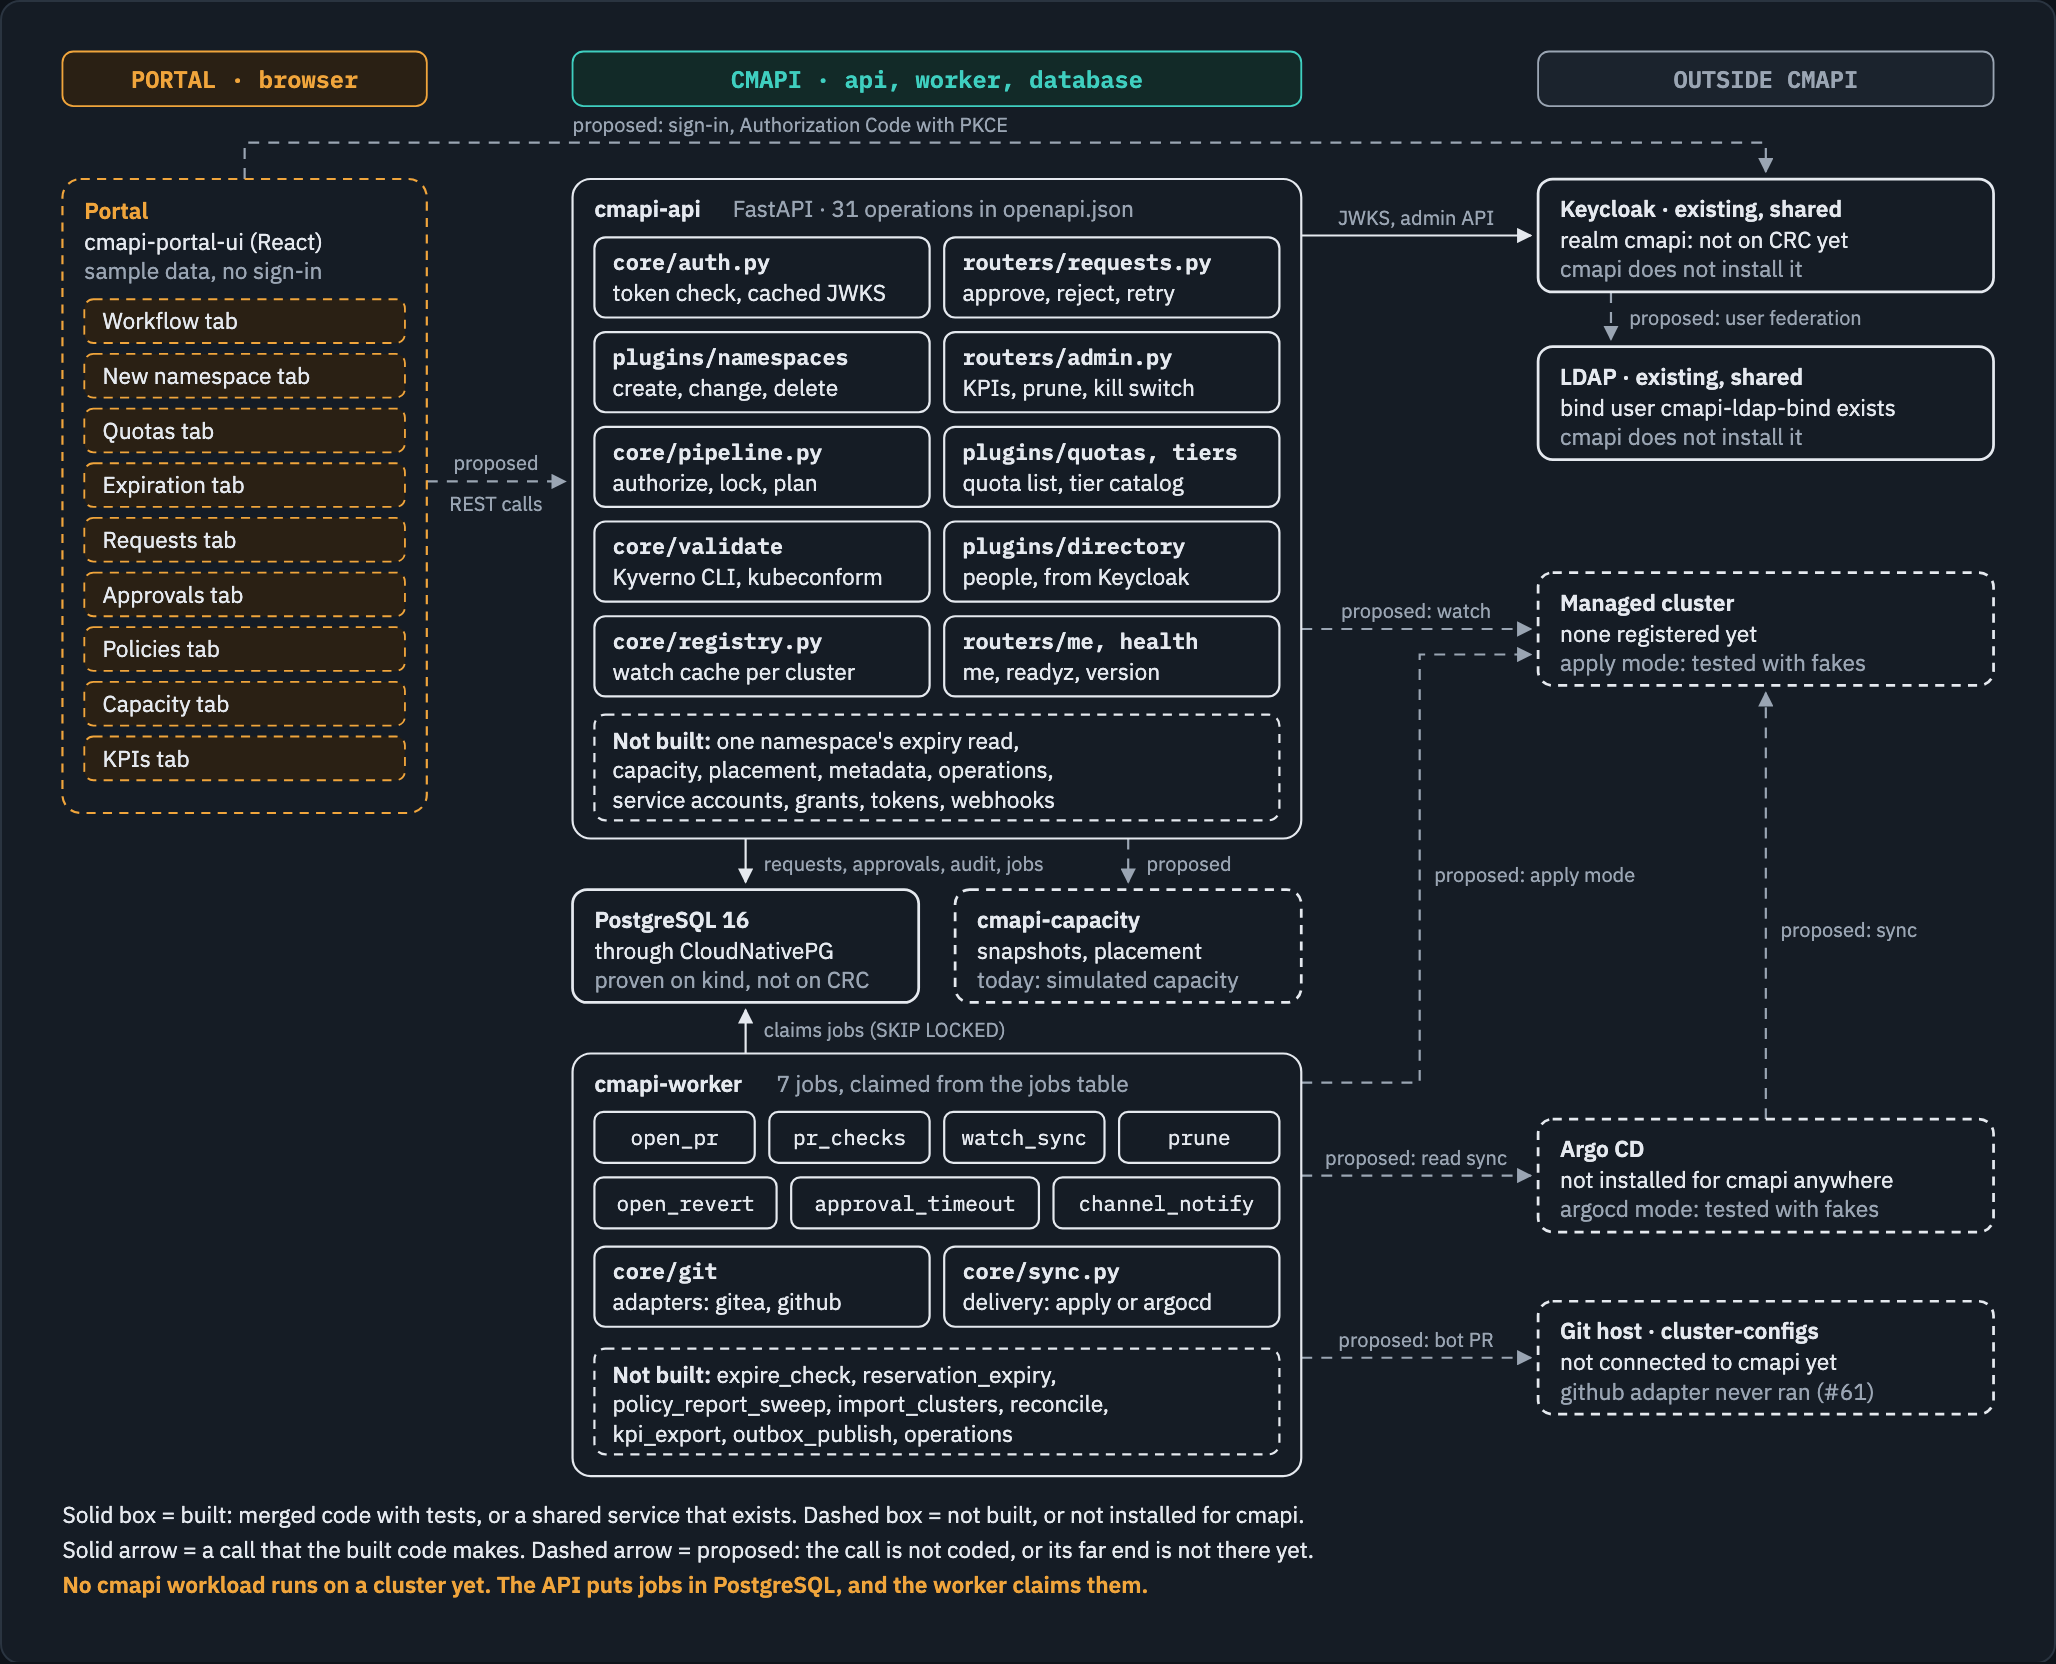 PORTAL · browser
CMAPI · api, worker, database
OUTSIDE CMAPI
proposed: sign-in, Authorization Code with PKCE
Portal
cmapi-portal-ui (React)
sample data, no sign-in
Workflow tab
New namespace tab
Quotas tab
Expiration tab
Requests tab
Approvals tab
Policies tab
Capacity tab
KPIs tab
proposed
REST calls
cmapi-api FastAPI · 31 operations in openapi.json
core/auth.py
token check, cached JWKS
routers/requests.py
approve, reject, retry
plugins/namespaces
create, change, delete
routers/admin.py
KPIs, prune, kill switch
core/pipeline.py
authorize, lock, plan
plugins/quotas, tiers
quota list, tier catalog
core/validate
Kyverno CLI, kubeconform
plugins/directory
people, from Keycloak
core/registry.py
watch cache per cluster
routers/me, health
me, readyz, version
Not built: one namespace's expiry read,
capacity, placement, metadata, operations,
service accounts, grants, tokens, webhooks
JWKS, admin API
Keycloak · existing, shared
realm cmapi: not on CRC yet
cmapi does not install it
proposed: user federation
LDAP · existing, shared
bind user cmapi-ldap-bind exists
cmapi does not install it
proposed: watch
Managed cluster
none registered yet
apply mode: tested with fakes
requests, approvals, audit, jobs
proposed
proposed: apply mode
proposed: sync
PostgreSQL 16
through CloudNativePG
proven on kind, not on CRC
cmapi-capacity
snapshots, placement
today: simulated capacity
claims jobs (SKIP LOCKED)
cmapi-worker 7 jobs, claimed from the jobs table
open_pr
pr_checks
watch_sync
prune
open_revert
approval_timeout
channel_notify
core/git
adapters: gitea, github
core/sync.py
delivery: apply or argocd
Not built: expire_check, reservation_expiry,
policy_report_sweep, import_clusters, reconcile,
kpi_export, outbox_publish, operations
proposed: read sync
Argo CD
not installed for cmapi anywhere
argocd mode: tested with fakes
proposed: bot PR
Git host · cluster-configs
not connected to cmapi yet
github adapter never ran (#61)
Solid box = built: merged code with tests, or a shared service that exists. Dashed box = not built, or not installed for cmapi.
Solid arrow = a call that the built code makes. Dashed arrow = proposed: the call is not coded, or its far end is not there yet.
No cmapi workload runs on a cluster yet. The API puts jobs in PostgreSQL, and the worker claims them.